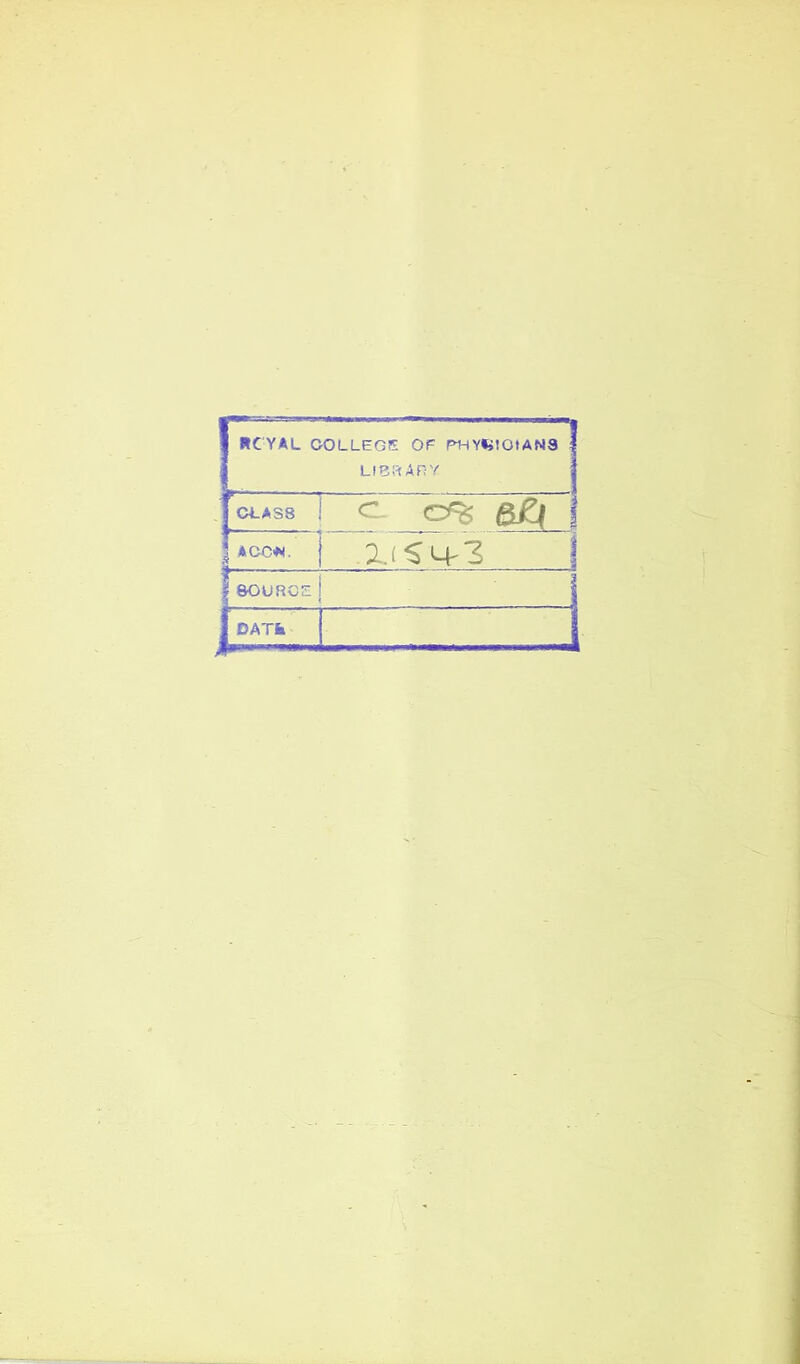 ROYAL COLLEGE OF PHYSICIANS
LIBRARY
CLASS C
ACCN. 21543
SOURCE
DATE